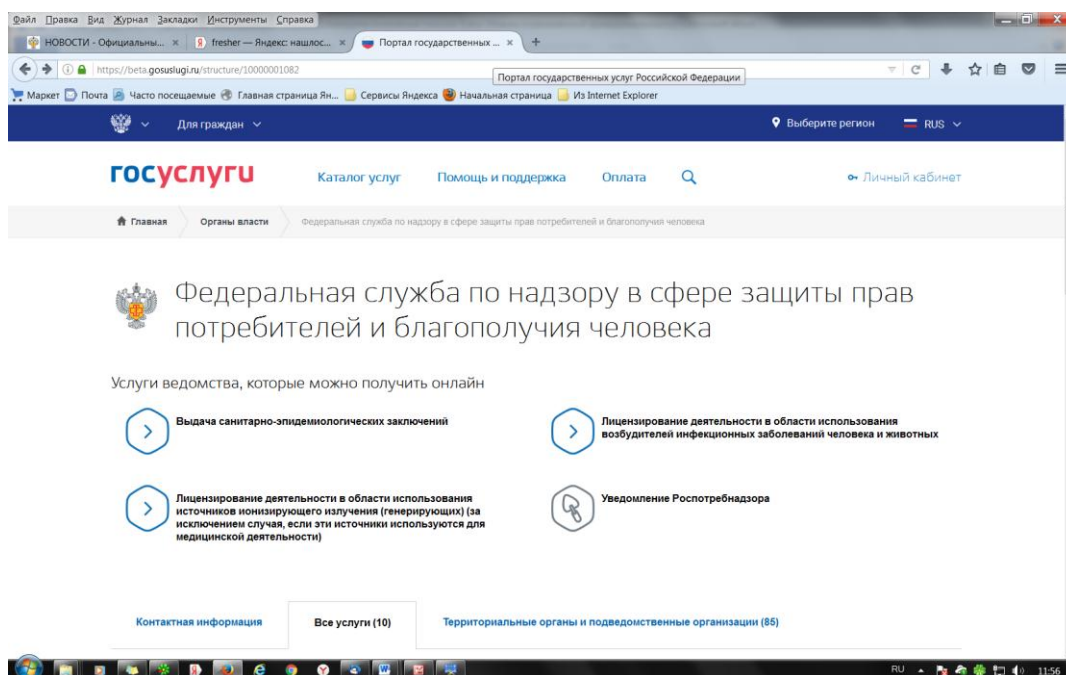 Файл Правка Вид Журнал Закладки Инструменты Справка
НОВОСТИ - Официальны... × fresher — Яндекс: нашлос... × Портал государственных ... × +
https://beta.gosuslugi.ru/structure/10000001082
Портал государственных услуг Российской Федерации
Маркет Почта Часто посещаемые Главная страница Ян... Сервисы Яндекса Начальная страница Из Internet Explorer
Для граждан Выберите регион RUS
госуслуги Каталог услуг Помощь и поддержка Оплата Личный кабинет
Главная Органы власти Федеральная служба по надзору в сфере защиты прав потребителей и благополучия человека
Федеральная служба по надзору в сфере защиты прав
потребителей и благополучия человека
Услуги ведомства, которые можно получить онлайн
Выдача санитарно-эпидемиологических заключений
Лицензирование деятельности в области использования
возбудителей инфекционных заболеваний человека и животных
Лицензирование деятельности в области использования
источников ионизирующего излучения (генерирующих) (за
исключением случая, если эти источники используются для
медицинской деятельности)
Уведомление Роспотребнадзора
Контактная информация Все услуги (10) Территориальные органы и подведомственные организации (85)
RU 11:56